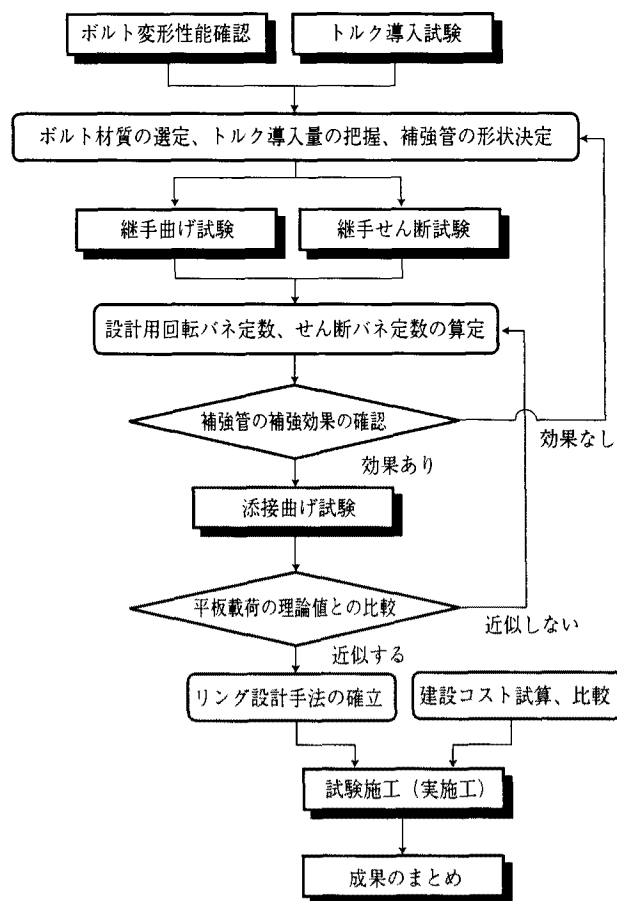 ボルト変形性能確認
トルク導入試験
ボルト材質の選定、トルク導入量の把握、補強管の形状決定
継手曲げ試験
継手せん断試験
設計用回転バネ定数、せん断バネ定数の算定
補強管の補強効果の確認
効果なし
効果あり
添接曲げ試験
平板載荷の理論値との比較
近似しない
近似する
リング設計手法の確立
建設コスト試算、比較
試験施工（実施工）
成果のまとめ